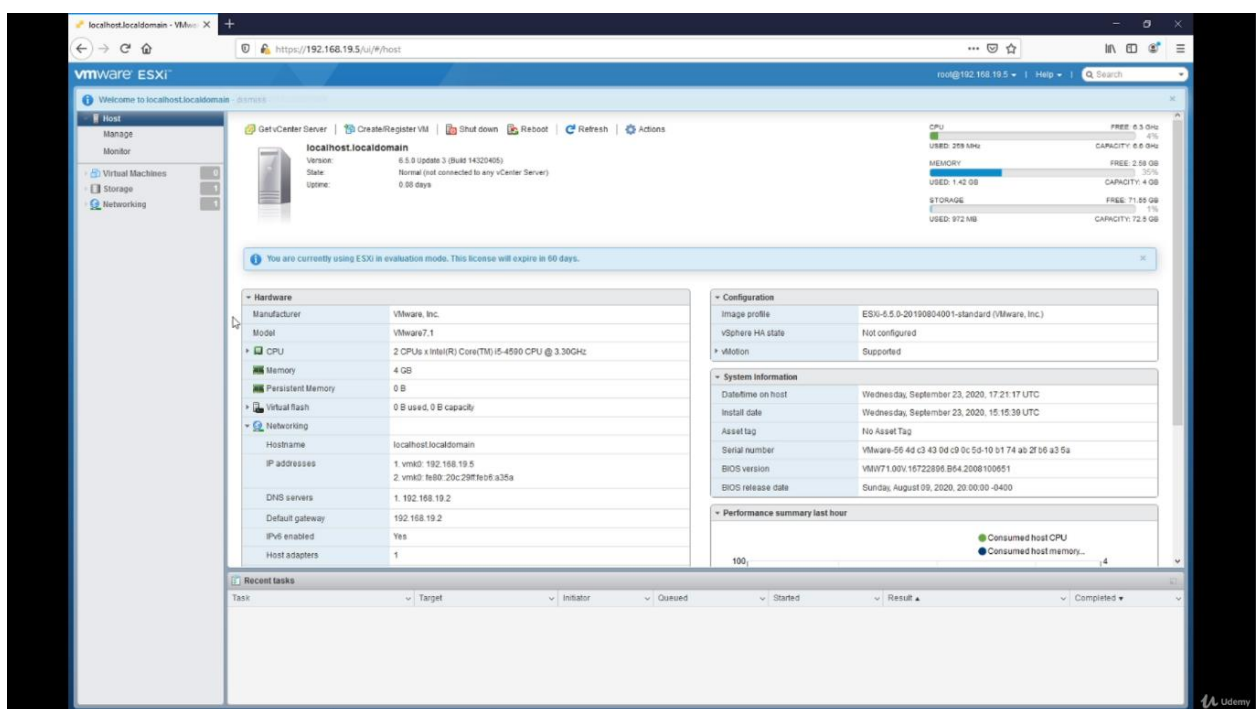 localhost.localdomain - VMwa
https://192.168.19.5/ui/#/host
vmware ESXi
root@192.168.19.5 | Help | Search
Welcome to localhost.localdomain - dismiss
Host
Manage
Monitor
Virtual Machines 0
Storage 1
Networking 1
Get vCenter Server | Create/Register VM | Shut down Reboot | Refresh | Actions
localhost.localdomain
Version: 6.5.0 Update 3 (Build 14320405)
State: Normal (not connected to any vCenter Server)
Uptime: 0.08 days
CPU FREE: 6.3 GHz
4%
USED: 259 MHz CAPACITY: 6.6 GHz
MEMORY FREE: 2.58 GB
35%
USED: 1.42 GB CAPACITY: 4 GB
STORAGE FREE: 71.55 GB
1%
USED: 972 MB CAPACITY: 72.5 GB
You are currently using ESXi in evaluation mode. This license will expire in 60 days.
Hardware
Manufacturer VMware, Inc.
Model VMware7,1
CPU 2 CPUs x Intel(R) Core(TM) i5-4590 CPU @ 3.30GHz
Memory 4 GB
Persistent Memory 0 B
Virtual flash 0 B used, 0 B capacity
Networking
Hostname localhost.localdomain
IP addresses 1. vmk0: 192.168.19.5
2. vmk0: fe80::20c:29ff:feb6:a35a
DNS servers 1. 192.168.19.2
Default gateway 192.168.19.2
IPv6 enabled Yes
Host adapters 1
Configuration
Image profile ESXi-6.5.0-20190804001-standard (VMware, Inc.)
vSphere HA state Not configured
vMotion Supported
System Information
Date/time on host Wednesday, September 23, 2020, 17:21:17 UTC
Install date Wednesday, September 23, 2020, 15:15:39 UTC
Asset tag No Asset Tag
Serial number VMware-56 4d c3 43 0d c9 0c 5d-10 b1 74 ab 2f b6 a3 5a
BIOS version VMW71.00V.16722896.B64.2008100651
BIOS release date Sunday, August 09, 2020, 20:00:00 -0400
Performance summary last hour
Consumed host CPU
Consumed host memory...
100 4
Recent tasks
Task Target Initiator Queued Started Result Completed
Udemy